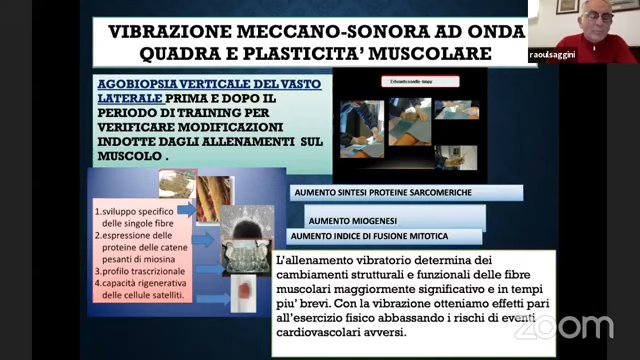 VIBRAZIONE MECCANO-SONORA AD ONDA
QUADRA E PLASTICITA' MUSCOLARE
raoulsaggini
AGOBIOPSIA VERTICALE DEL VASTO
LATERALE PRIMA E DOPO IL
PERIODO DI TRAINING PER
VERIFICARE MODIFICAZIONI
INDOTTE DAGLI ALLENAMENTI SUL
MUSCOLO .
1.sviluppo specifico
delle singole fibre
2.espressione delle
proteine delle catene
pesanti di miosina
3.profilo trascrizionale
4.capacità rigenerativa
delle cellule satelliti.
AUMENTO SINTESI PROTEINE SARCOMERICHE
AUMENTO MIOGENESI
AUMENTO INDICE DI FUSIONE MITOTICA
L'allenamento vibratorio determina dei
cambiamenti strutturali e funzionali delle fibre
muscolari maggiormente significativo e in tempi
piu' brevi. Con la vibrazione otteniamo effetti pari
all'esercizio fisico abbassando i rischi di eventi
cardiovascolari avversi.
zoom